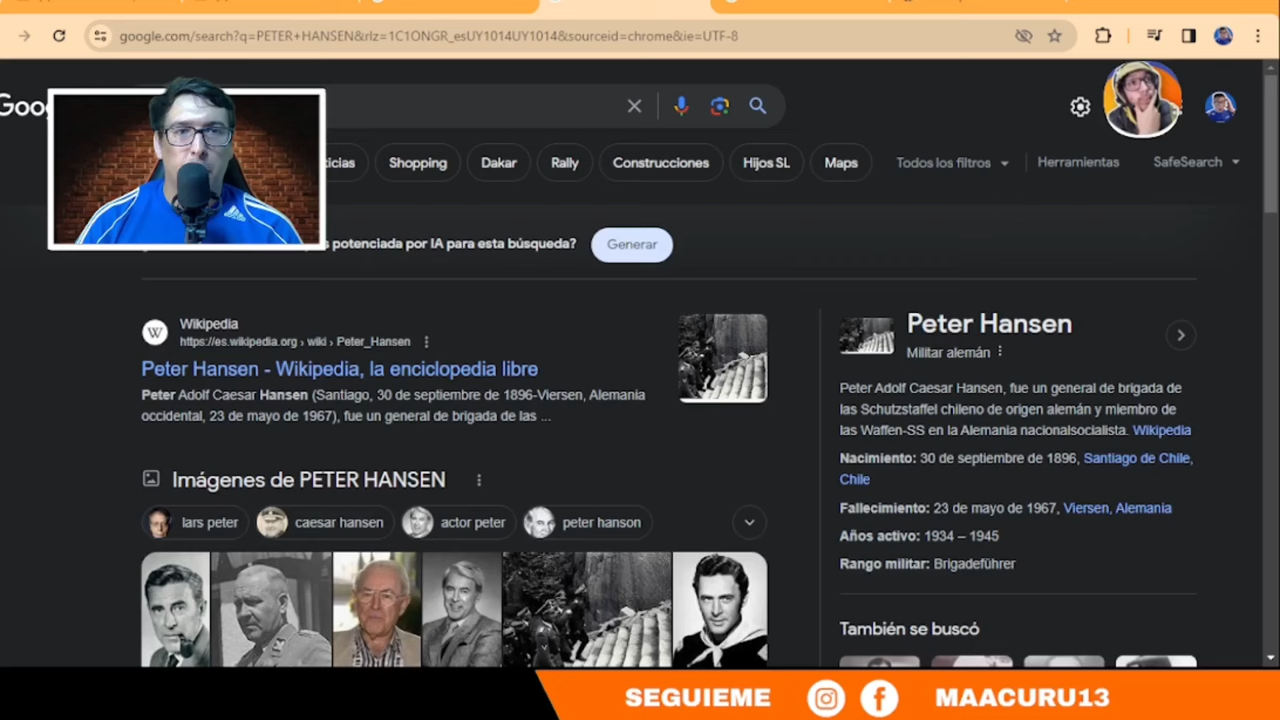 google.com/search?q=PETER+HANSEN&rlz=1C1ONGR_esUY1014UY1014&sourceid=chrome&ie=UTF-8
Shopping
Dakar
Rally
Construcciones
Hijos SL
Maps
Todos los filtros
Herramientas
SafeSearch
potenciada por IA para esta búsqueda?
Generar
Wikipedia
https://es.wikipedia.org › wiki › Peter_Hansen
Peter Hansen - Wikipedia, la enciclopedia libre
Peter Adolf Caesar Hansen (Santiago, 30 de septiembre de 1896-Viersen, Alemania
occidental, 23 de mayo de 1967), fue un general de brigada de las ...
Imágenes de PETER HANSEN
lars peter
caesar hansen
actor peter
peter hanson
Peter Hansen
Militar alemán
Peter Adolf Caesar Hansen, fue un general de brigada de
las Schutzstaffel chileno de origen alemán y miembro de
las Waffen-SS en la Alemania nacionalsocialista. Wikipedia
Nacimiento: 30 de septiembre de 1896, Santiago de Chile,
Chile
Fallecimiento: 23 de mayo de 1967, Viersen, Alemania
Años activo: 1934 – 1945
Rango militar: Brigadeführer
También se buscó
SEGUIEME
MAACURU13